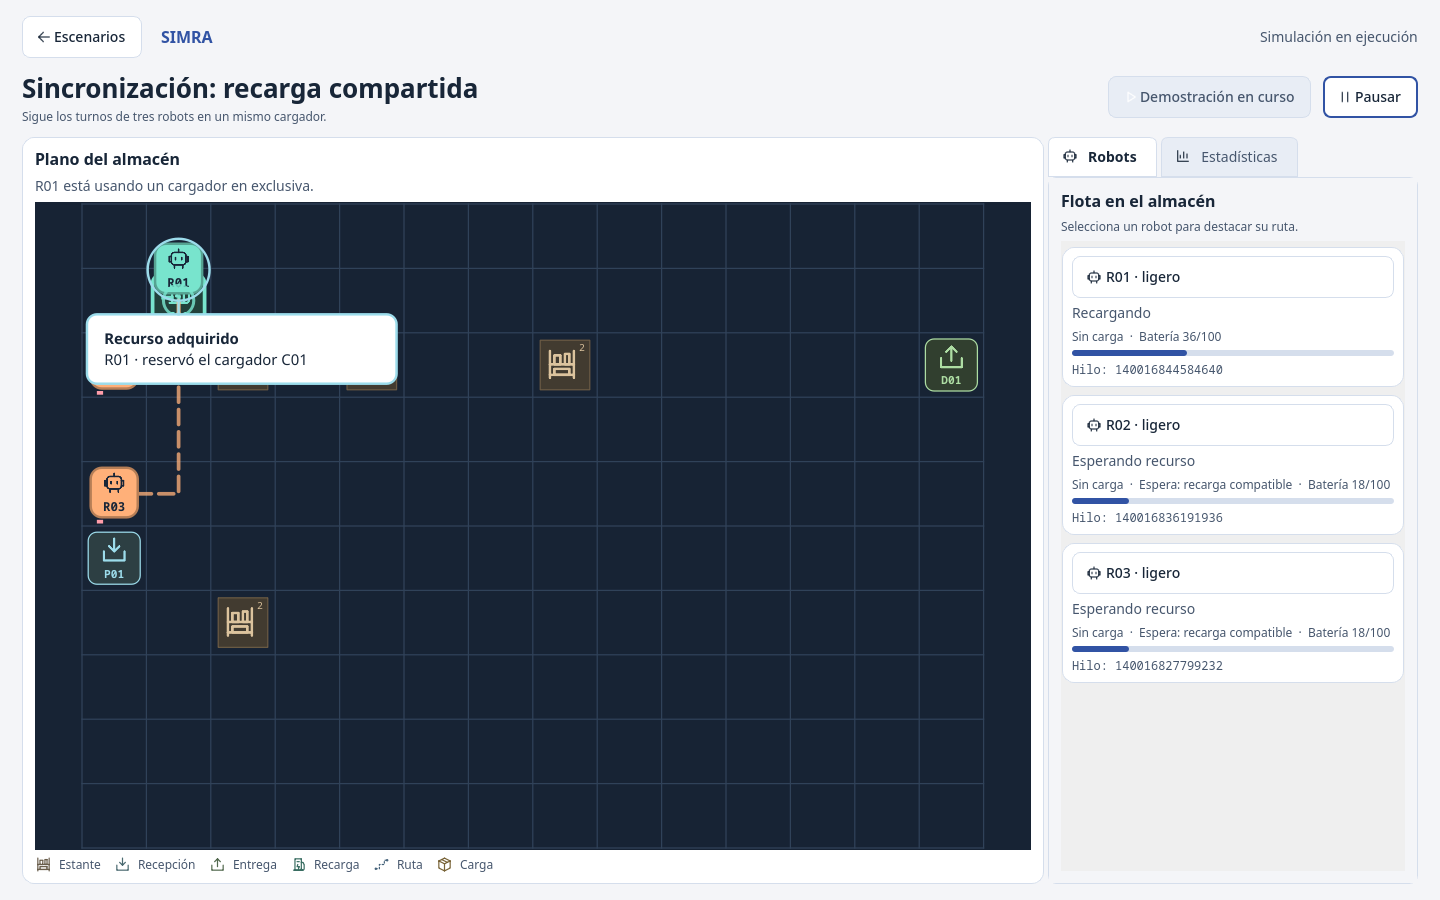 Escenarios
SIMRA
Simulación en ejecución
Sincronización: recarga compartida
Sigue los turnos de tres robots en un mismo cargador.
Demostración en curso
Pausar
Plano del almacén
R01 está usando un cargador en exclusiva.
R01
Recurso adquirido
R01 · reservó el cargador C01
2
D01
R03
P01
2
Estante
Recepción
Entrega
Recarga
Ruta
Carga
Robots
Estadísticas
Flota en el almacén
Selecciona un robot para destacar su ruta.
R01 · ligero
Recargando
Sin carga · Batería 36/100
Hilo: 140016844584640
R02 · ligero
Esperando recurso
Sin carga · Espera: recarga compatible · Batería 18/100
Hilo: 140016836191936
R03 · ligero
Esperando recurso
Sin carga · Espera: recarga compatible · Batería 18/100
Hilo: 140016827799232